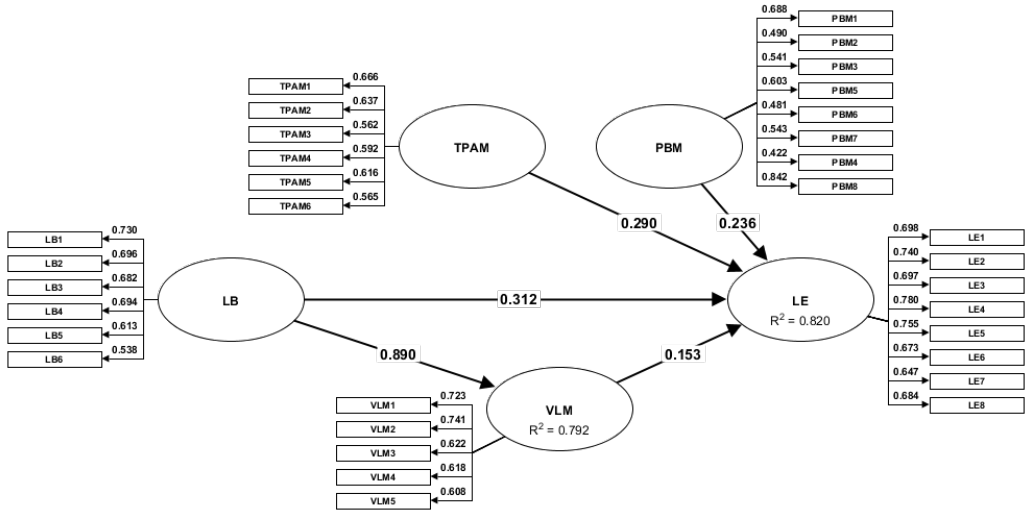 0.688
PBM1
0.490
PBM2
0.541
PBM3
0.603
PBM5
0.481
PBM6
0.543
PBM7
0.422
PBM4
0.842
PBM8
0.666
TPAM1
0.637
TPAM2
0.562
TPAM3
0.592
TPAM4
0.616
TPAM5
0.565
TPAM6
TPAM
PBM
0.290
0.236
0.730
LB1
0.696
LB2
0.682
LB3
0.694
LB4
0.613
LB5
0.538
LB6
LB
0.312
LE
R² = 0.820
0.698
LE1
0.740
LE2
0.697
LE3
0.780
LE4
0.755
LE5
0.673
LE6
0.647
LE7
0.684
LE8
0.890
0.153
VLM
R² = 0.792
0.723
VLM1
0.741
VLM2
0.622
VLM3
0.618
VLM4
0.608
VLM5